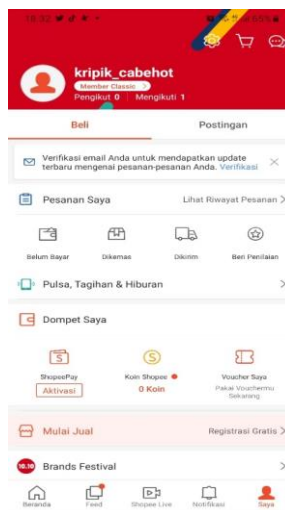 18.32
55%
kripik_cabehot
Member Classic >
Pengikut 0 | Mengikuti 1
Beli
Postingan
Verifikasi email Anda untuk mendapatkan update
terbaru mengenai pesanan-pesanan Anda. Verifikasi
Pesanan Saya
Lihat Riwayat Pesanan >
Belum Bayar
Dikemas
Dikirim
Beri Penilaian
Pulsa, Tagihan & Hiburan
Dompet Saya
ShopeePay
Koin Shopee
Voucher Saya
Aktivasi
0 Koin
Pakai Vouchermu
Sekarang
Mulai Jual
Registrasi Gratis >
10.10
Brands Festival
Beranda
Feed
Shopee Live
Notifikasi
Saya